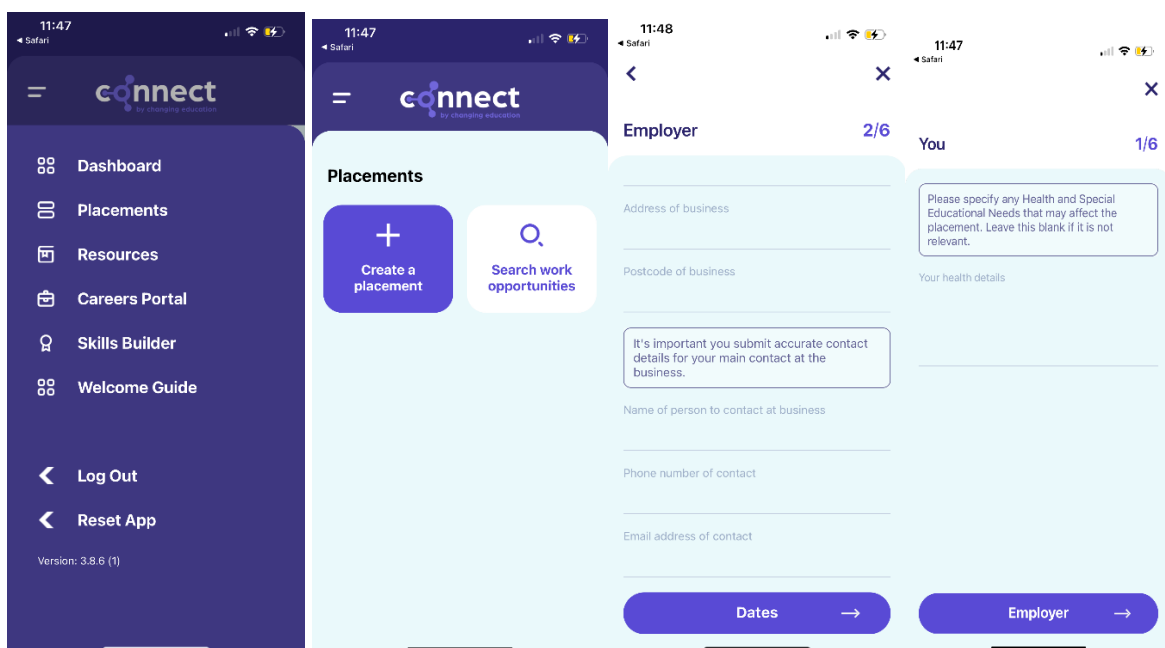 11:47
◄ Safari
connect
by changing education
Dashboard
Placements
Resources
Careers Portal
Skills Builder
Welcome Guide
Log Out
Reset App
Version: 3.8.6 (1)
11:47
◄ Safari
connect
by changing education
Placements
Create a
placement
Search work
opportunities
11:48
◄ Safari
Employer 2/6
Address of business
Postcode of business
It's important you submit accurate contact
details for your main contact at the
business.
Name of person to contact at business
Phone number of contact
Email address of contact
Dates
11:47
◄ Safari
You 1/6
Please specify any Health and Special
Educational Needs that may affect the
placement. Leave this blank if it is not
relevant.
Your health details
Employer